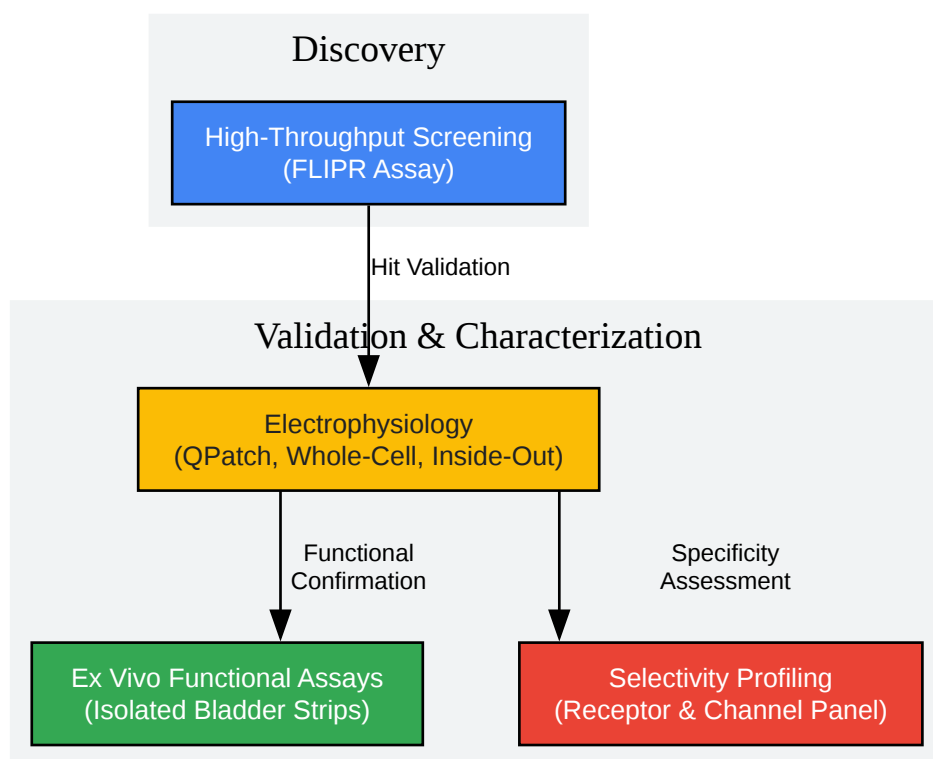 Discovery
High-Throughput Screening
(FLIPR Assay)
Hit Validation
Validation & Characterization
Electrophysiology
(QPatch, Whole-Cell, Inside-Out)
Functional
Confirmation
Specificity
Assessment
Ex Vivo Functional Assays
(Isolated Bladder Strips)
Selectivity Profiling
(Receptor & Channel Panel)